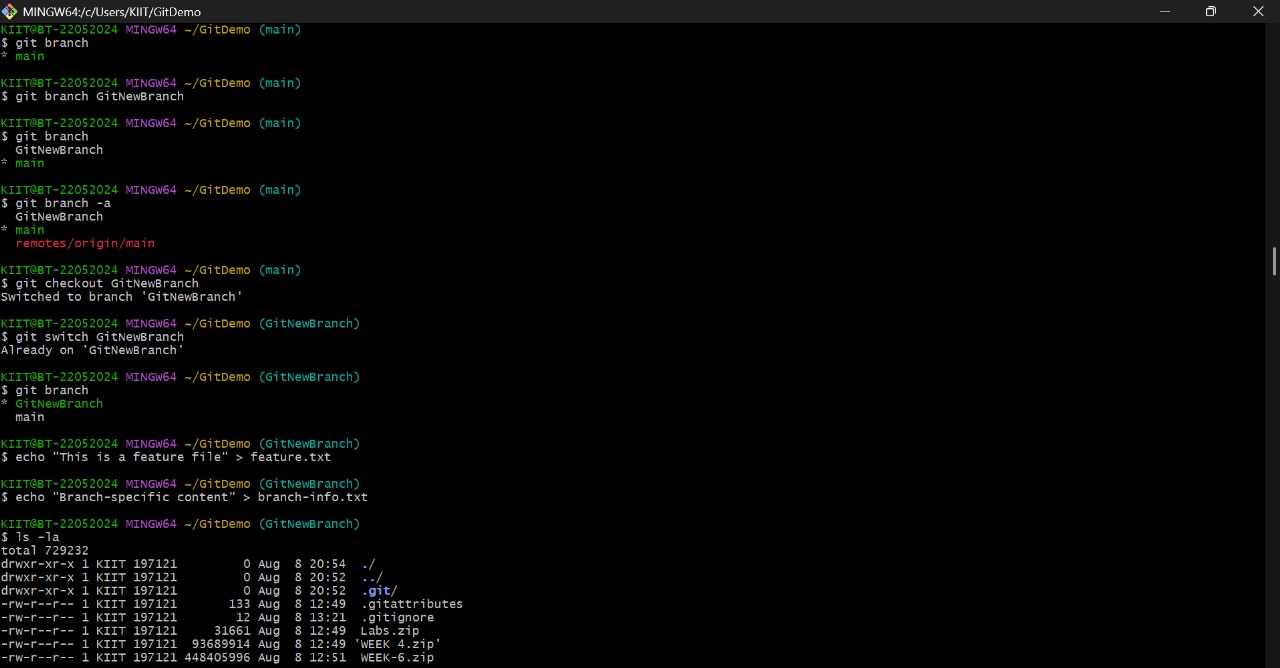 MINGW64:/c/Users/KIIT/GitDemo
KIIT@BT-22052024 MINGW64 ~/GitDemo (main)
$ git branch
* main
KIIT@BT-22052024 MINGW64 ~/GitDemo (main)
$ git branch GitNewBranch
KIIT@BT-22052024 MINGW64 ~/GitDemo (main)
$ git branch
  GitNewBranch
* main
KIIT@BT-22052024 MINGW64 ~/GitDemo (main)
$ git branch -a
  GitNewBranch
* main
  remotes/origin/main
KIIT@BT-22052024 MINGW64 ~/GitDemo (main)
$ git checkout GitNewBranch
Switched to branch 'GitNewBranch'
KIIT@BT-22052024 MINGW64 ~/GitDemo (GitNewBranch)
$ git switch GitNewBranch
Already on 'GitNewBranch'
KIIT@BT-22052024 MINGW64 ~/GitDemo (GitNewBranch)
$ git branch
* GitNewBranch
  main
KIIT@BT-22052024 MINGW64 ~/GitDemo (GitNewBranch)
$ echo "This is a feature file" > feature.txt
KIIT@BT-22052024 MINGW64 ~/GitDemo (GitNewBranch)
$ echo "Branch-specific content" > branch-info.txt
KIIT@BT-22052024 MINGW64 ~/GitDemo (GitNewBranch)
$ ls -la
total 729232
drwxr-xr-x 1 KIIT 197121         0 Aug  8 20:54  ./
drwxr-xr-x 1 KIIT 197121         0 Aug  8 20:52  ../
drwxr-xr-x 1 KIIT 197121         0 Aug  8 20:52  .git/
-rw-r--r-- 1 KIIT 197121       133 Aug  8 12:49  .gitattributes
-rw-r--r-- 1 KIIT 197121        12 Aug  8 13:21  .gitignore
-rw-r--r-- 1 KIIT 197121     31661 Aug  8 12:49  Labs.zip
-rw-r--r-- 1 KIIT 197121  93689914 Aug  8 12:49 'WEEK 4.zip'
-rw-r--r-- 1 KIIT 197121 448405996 Aug  8 12:51  WEEK-6.zip